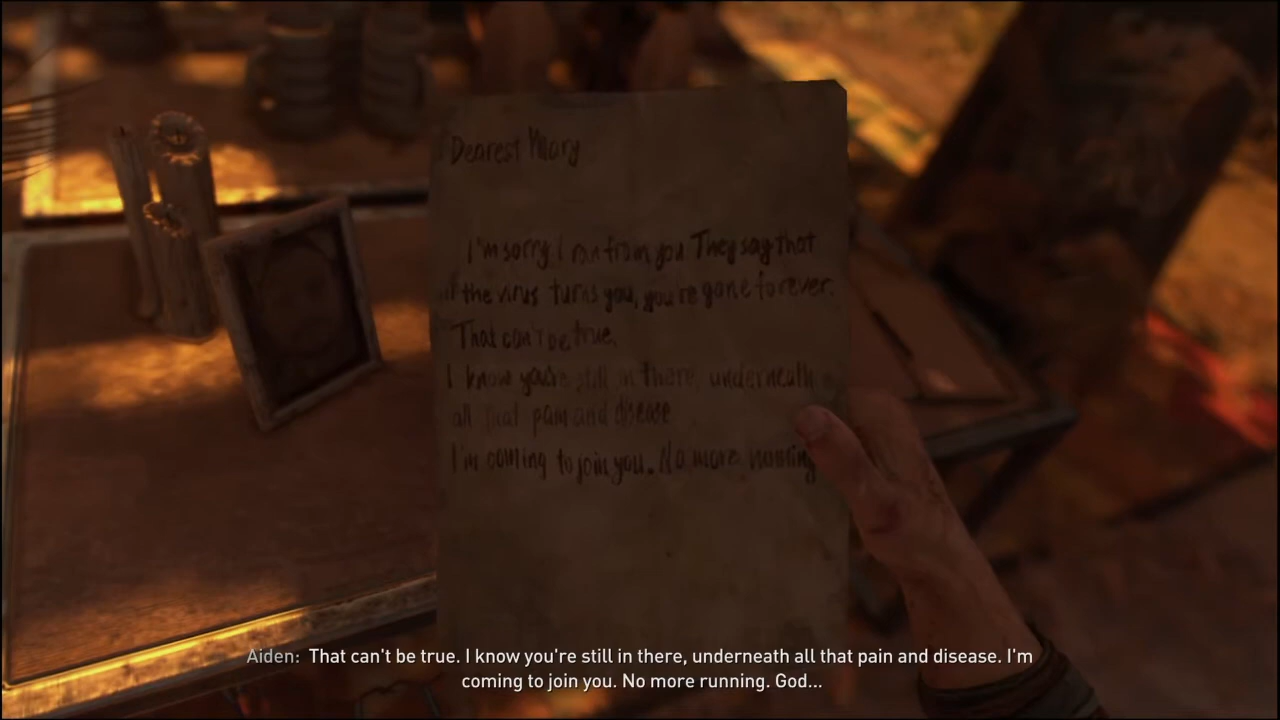 Dearest Mary
I'm sorry I ran from you They say that
if the virus turns you, you're gone forever.
That can't be true.
I know you're still in there, underneath
all that pain and disease.
I'm coming to join you. No more running
Aiden: That can't be true. I know you're still in there, underneath all that pain and disease. I'm
coming to join you. No more running. God...